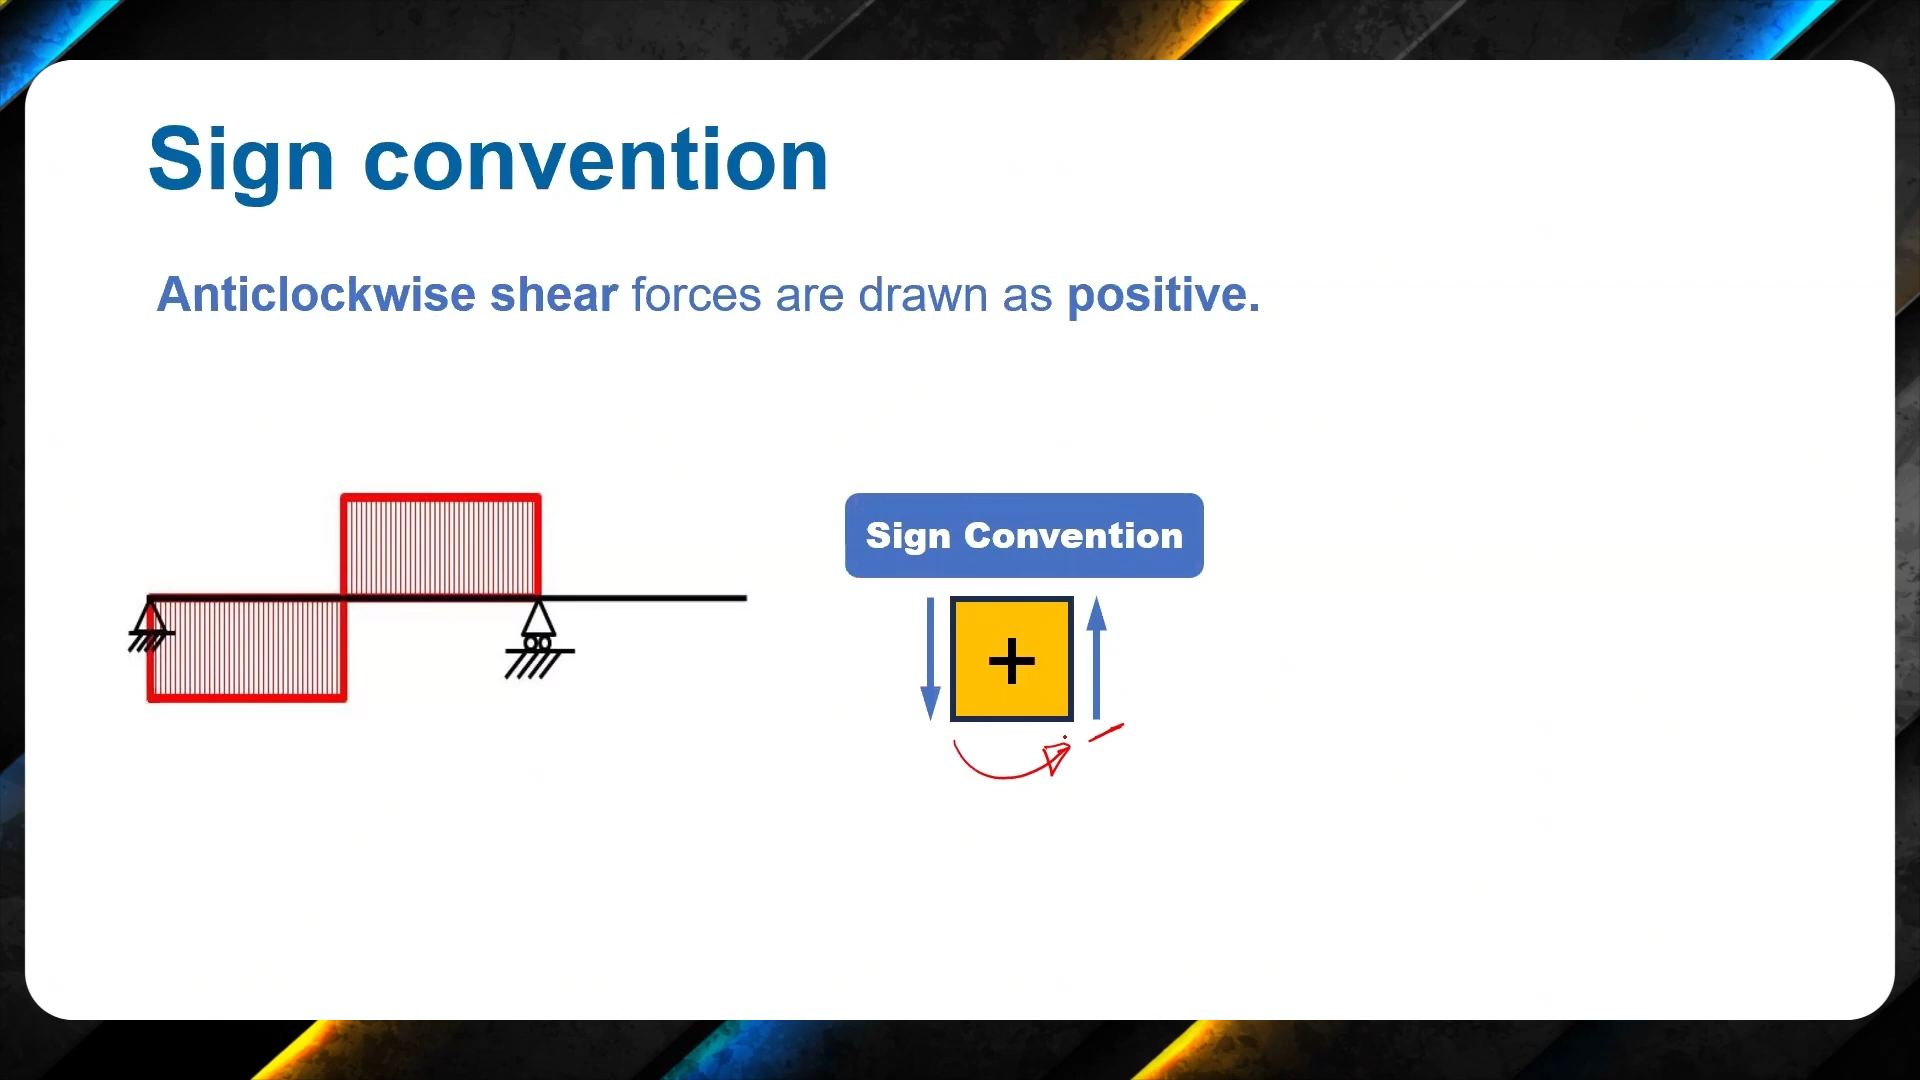 Sign convention
Anticlockwise shear forces are drawn as positive.
Sign Convention
+